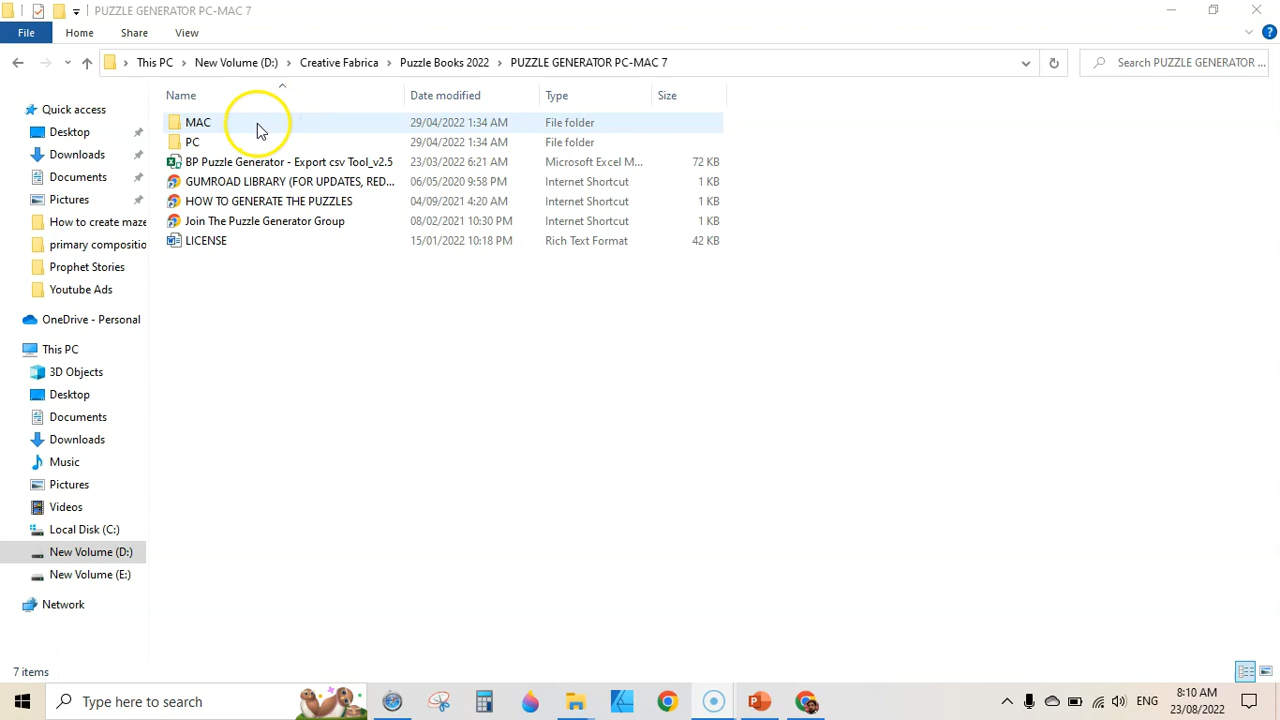 PUZZLE GENERATOR PC-MAC 7
File Home Share View
This PC New Volume (D:) Creative Fabrica Puzzle Books 2022 PUZZLE GENERATOR PC-MAC 7 Search PUZZLE GENERATOR ...
Name Date modified Type Size
Quick access
Desktop
Downloads
Documents
Pictures
How to create maze
primary compositio
Prophet Stories
Youtube Ads
OneDrive - Personal
This PC
3D Objects
Desktop
Documents
Downloads
Music
Pictures
Videos
Local Disk (C:)
New Volume (D:)
New Volume (E:)
Network
MAC 29/04/2022 1:34 AM File folder
PC 29/04/2022 1:34 AM File folder
BP Puzzle Generator - Export csv Tool_v2.5 23/03/2022 6:21 AM Microsoft Excel M... 72 KB
GUMROAD LIBRARY (FOR UPDATES, RED... 06/05/2020 9:58 PM Internet Shortcut 1 KB
HOW TO GENERATE THE PUZZLES 04/09/2021 4:20 AM Internet Shortcut 1 KB
Join The Puzzle Generator Group 08/02/2021 10:30 PM Internet Shortcut 1 KB
LICENSE 15/01/2022 10:18 PM Rich Text Format 42 KB
7 items
Type here to search
ENG
8:10 AM
23/08/2022